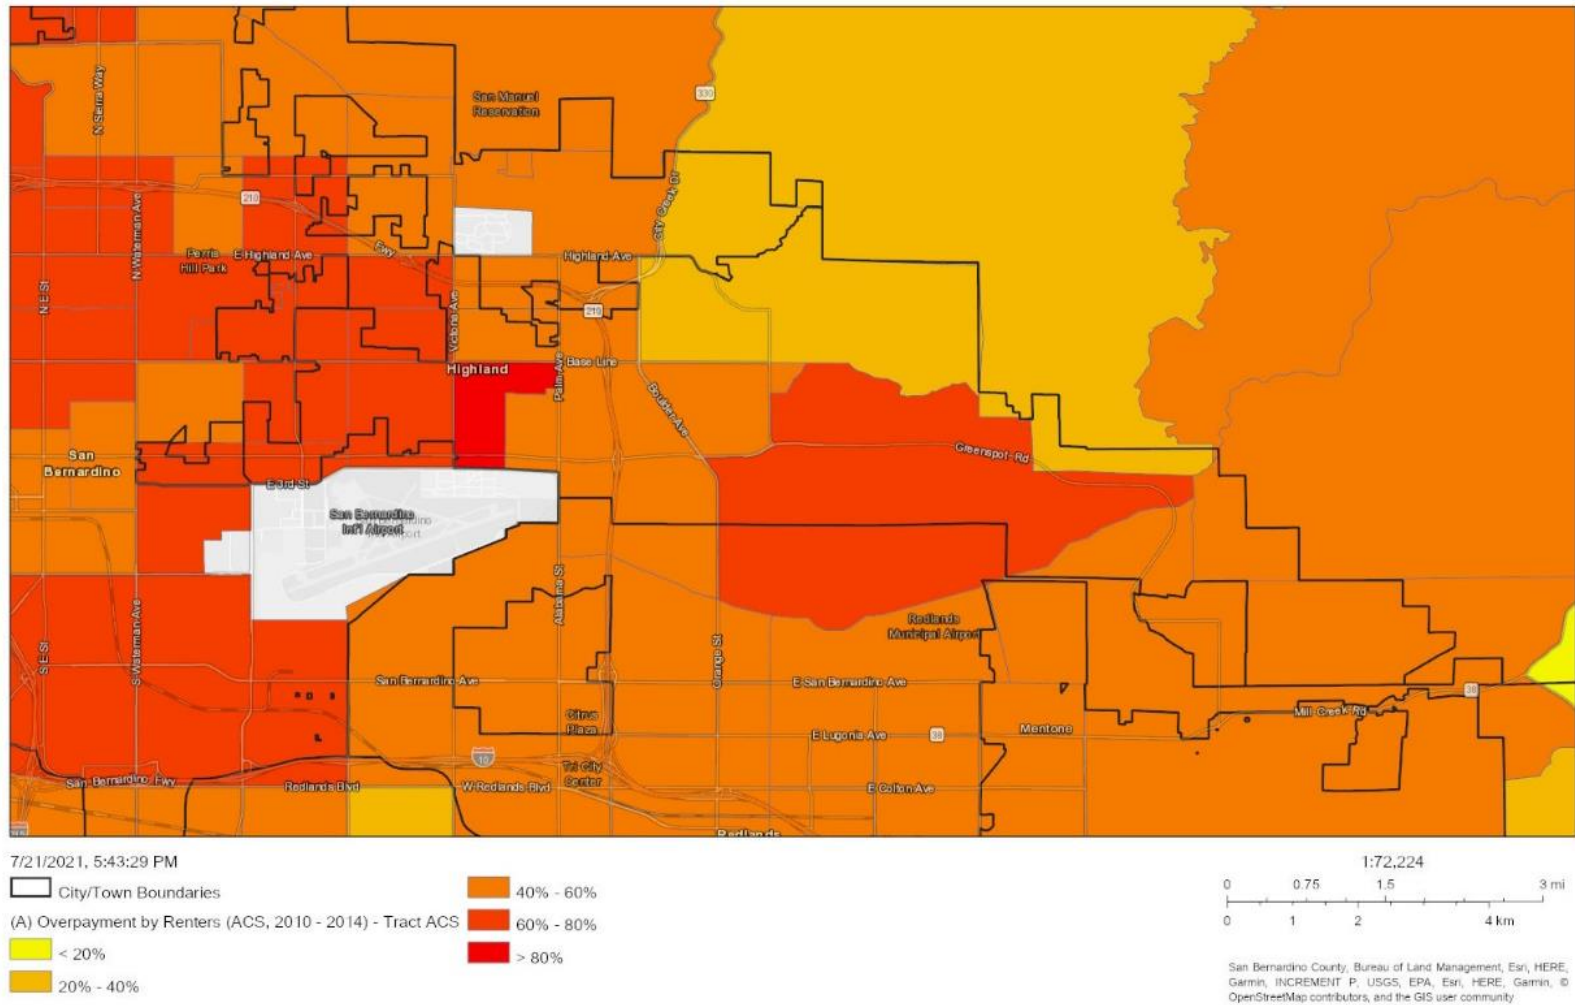 330
San Manuel
Reservation
N Sierra Way
City Creek Dr
210
N Waterman Ave
Perris
Hill Park
E Highland Ave
Fwy
Highland Ave
N E St
Victoria Ave
210
Base Line
Highland
Palm Ave
Boulder Ave
San
Bernardino
Greenspot Rd
E 3rd St
San Bernardino
Int'l Airport
Alabama St
Redlands
Municipal Airport
S E St
S Waterman Ave
Orange St
San Bernardino Ave
E San Bernardino Ave
38
Citrus
Plaza
Mill Creek Rd
E Lugonia Ave
38
Mentone
10
Tri City
Center
San Bernardino Fwy
Redlands Blvd
W Redlands Blvd
E Colton Ave
Redlands
7/21/2021, 5:43:29 PM
City/Town Boundaries
(A) Overpayment by Renters (ACS, 2010 - 2014) - Tract ACS
< 20%
20% - 40%
40% - 60%
60% - 80%
> 80%
1:72,224
0 0.75 1.5 3 mi
0 1 2 4 km
San Bernardino County, Bureau of Land Management, Esri, HERE,
Garmin, INCREMENT P, USGS, EPA, Esri, HERE, Garmin, ©
OpenStreetMap contributors, and the GIS user community